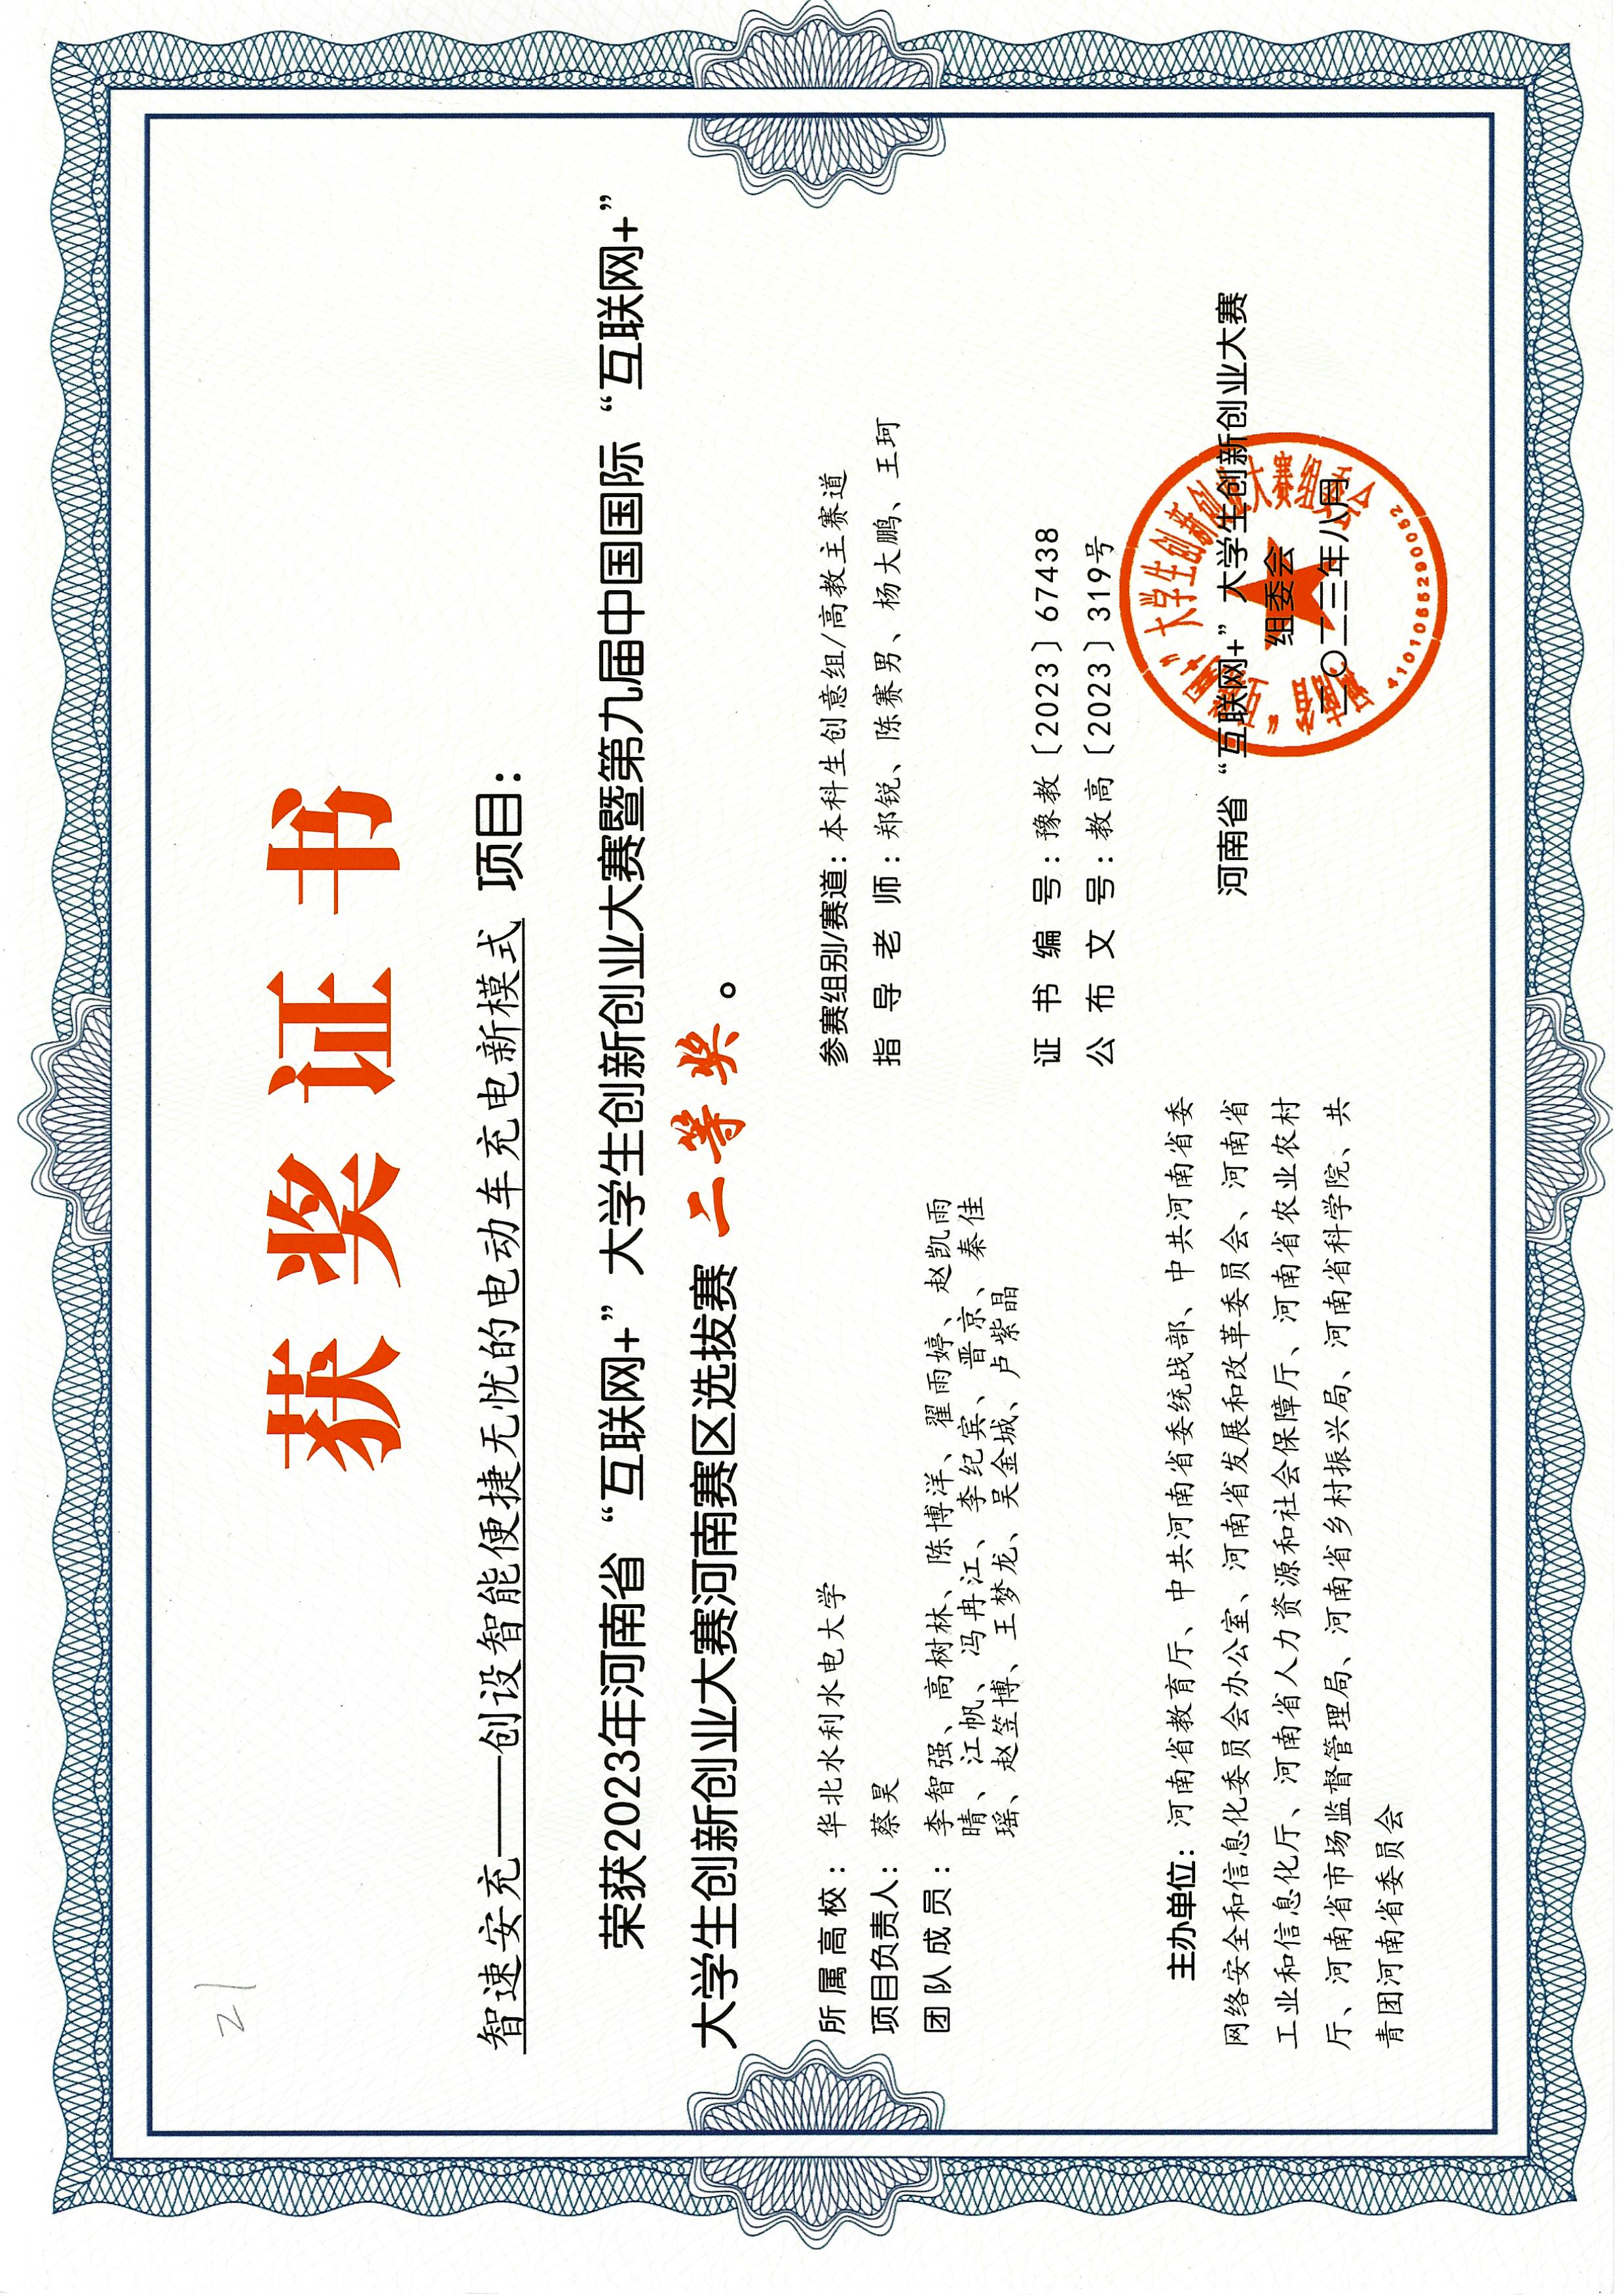 21
获奖证书
智速安充——创设智能便捷无忧的电动车充电新模式 项目：
荣获2023年河南省“互联网+”大学生创新创业大赛暨第九届中国国际“互联网+”
大学生创新创业大赛河南赛区选拔赛 二等奖。
所属高校：华北水利水电大学
项目负责人：蔡昊
团队成员：李智强、高树林、陈博洋、翟雨婷、赵凯雨
晴、江帆、冯冉江、李纪宾、晋京、秦佳
瑶、赵笠博、王梦龙、吴金城、卢紫晶
参赛组别/赛道：本科生创意组/高教主赛道
指导老师：郑锐、陈赛男、杨大鹏、王珂
证书编号：豫教〔2023〕67438
公布文号：教高〔2023〕319号
主办单位：河南省教育厅、中共河南省委统战部、中共河南省委
网络安全和信息化委员会办公室、河南省发展和改革委员会、河南省
工业和信息化厅、河南省人力资源和社会保障厅、河南省农业农村
厅、河南省市场监督管理局、河南省乡村振兴局、河南省科学院、共
青团河南省委员会
河南省“互联网+”大学生创新创业大赛
组委会
二〇二三年八月
河南省“互联网+”大学生创新创业大赛组委会